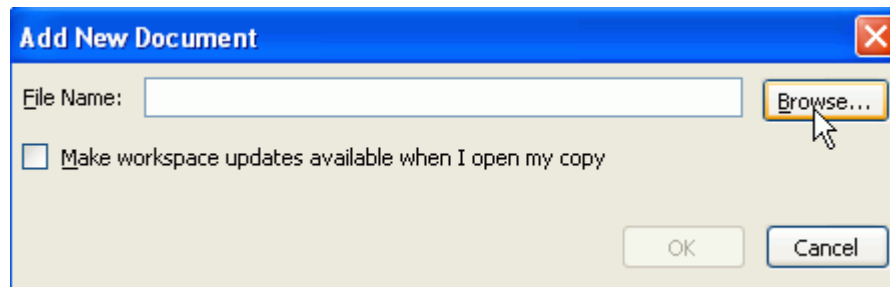 Add New Document
File Name:
Browse...
Make workspace updates available when I open my copy
OK
Cancel